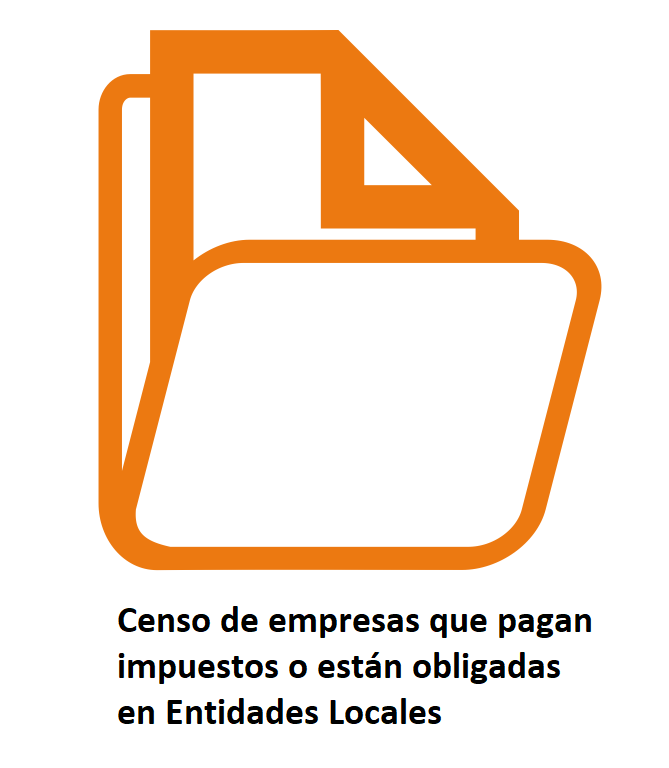 Censo de empresas que pagan
impuestos o están obligadas
en Entidades Locales